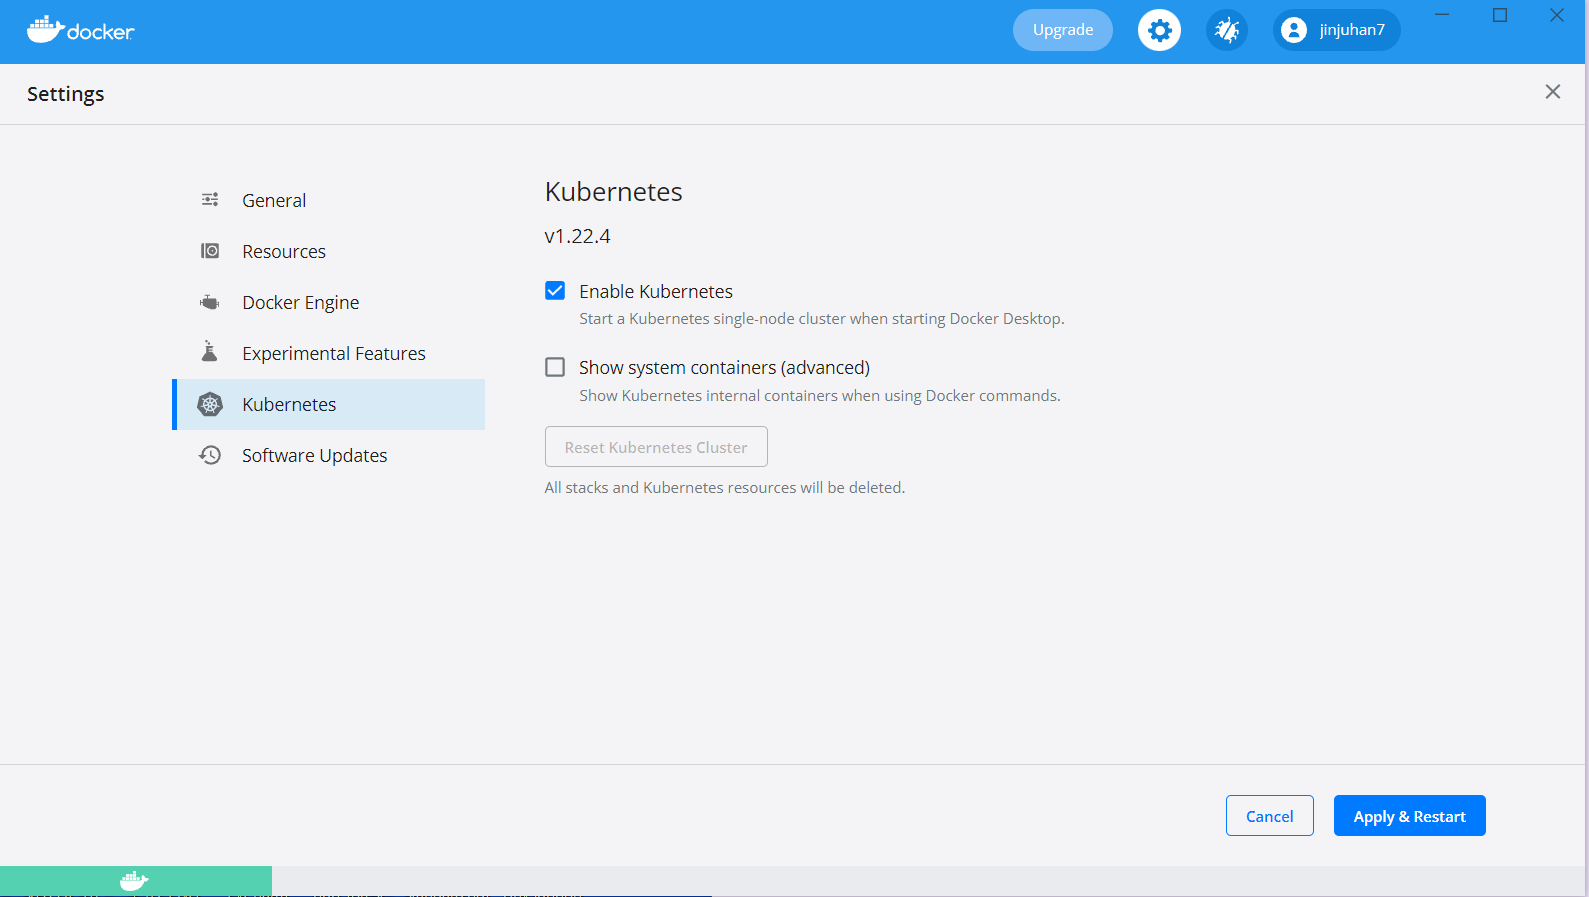 docker
Upgrade
jinjuhan7
Settings
General
Resources
Docker Engine
Experimental Features
Kubernetes
Software Updates
Kubernetes
v1.22.4
Enable Kubernetes
Start a Kubernetes single-node cluster when starting Docker Desktop.
Show system containers (advanced)
Show Kubernetes internal containers when using Docker commands.
Reset Kubernetes Cluster
All stacks and Kubernetes resources will be deleted.
Cancel
Apply & Restart